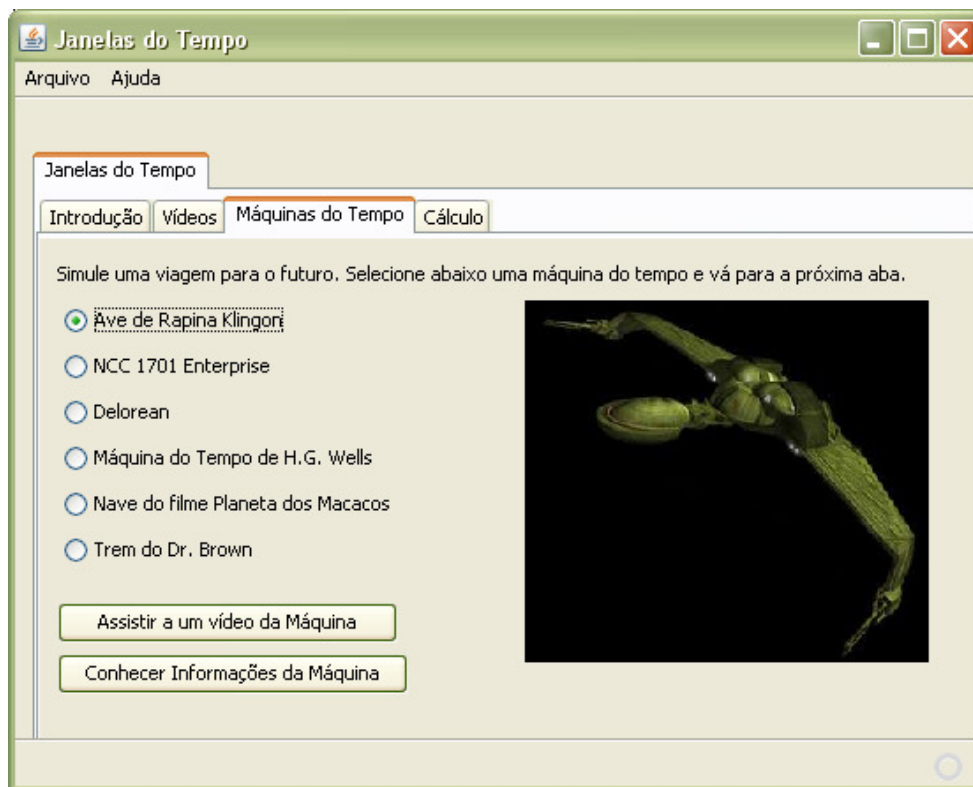 Janelas do Tempo
Arquivo Ajuda
Janelas do Tempo
Introdução Vídeos Máquinas do Tempo Cálculo
Simule uma viagem para o futuro. Selecione abaixo uma máquina do tempo e vá para a próxima aba.
Ave de Rapina Klingon
NCC 1701 Enterprise
Delorean
Máquina do Tempo de H.G. Wells
Nave do filme Planeta dos Macacos
Trem do Dr. Brown
Assistir a um vídeo da Máquina
Conhecer Informações da Máquina